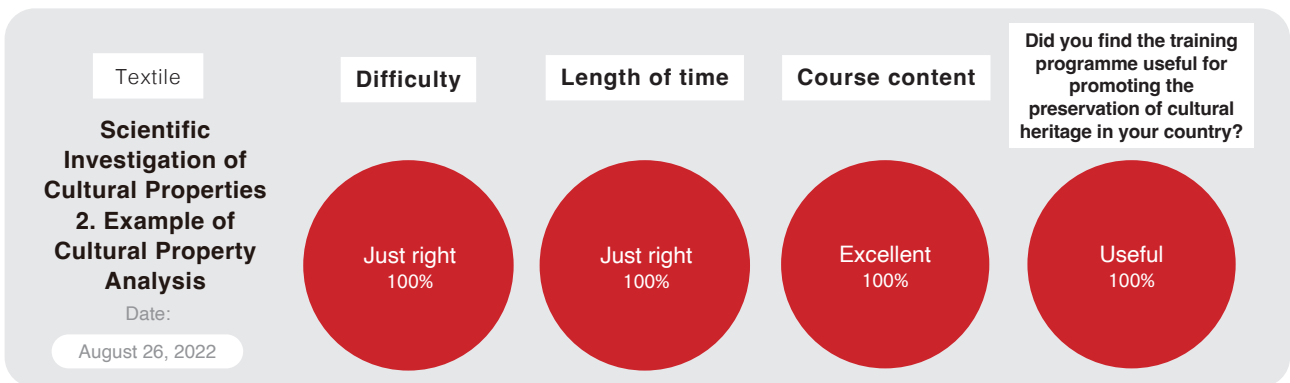 Textile
Scientific
Investigation of
Cultural Properties
2. Example of
Cultural Property
Analysis
Date:
August 26, 2022
Difficulty
Just right
100%
Length of time
Just right
100%
Course content
Excellent
100%
Did you find the training
programme useful for
promoting the
preservation of cultural
heritage in your country?
Useful
100%